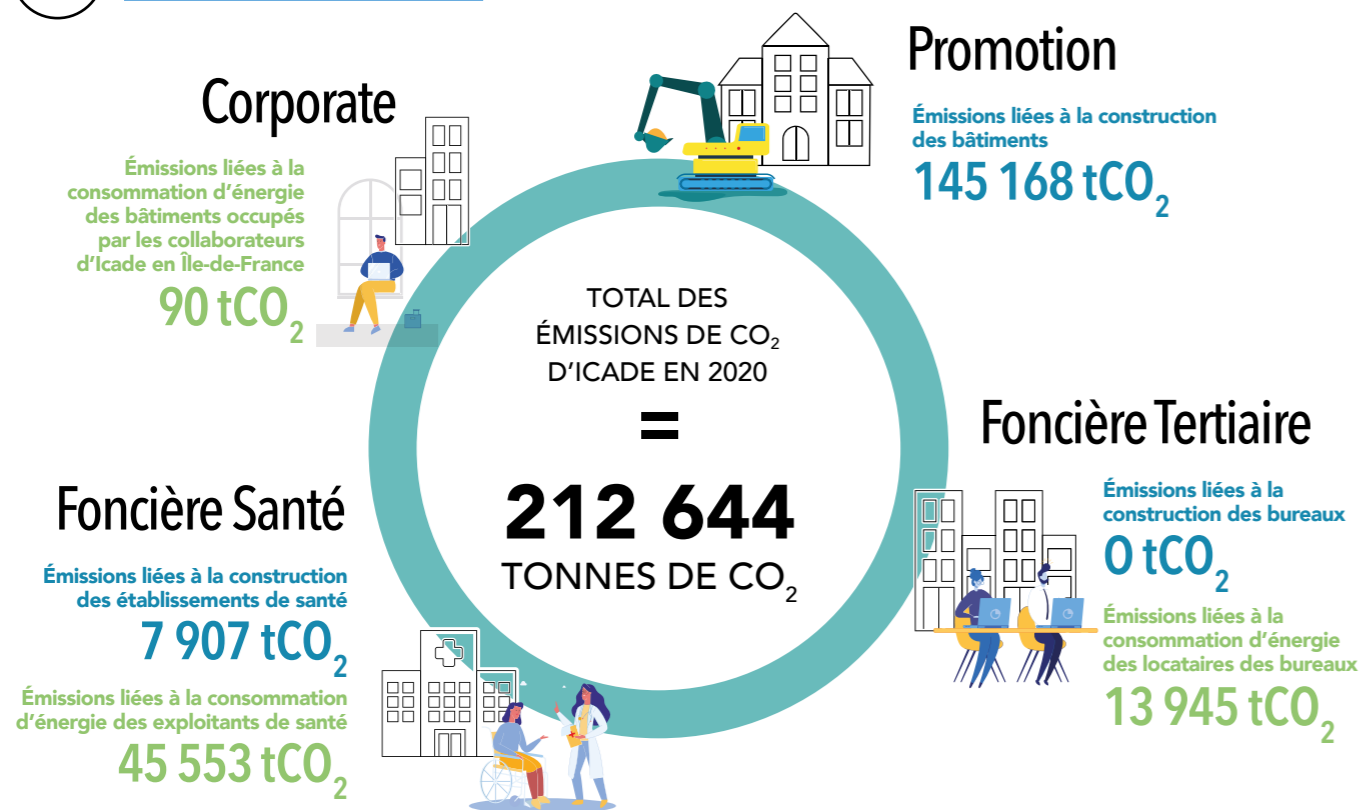 Corporate
Émissions liées à la
consommation d’énergie
des bâtiments occupés
par les collaborateurs
d’Icade en Île-de-France
90 tCO₂
Promotion
Émissions liées à la construction
des bâtiments
145 168 tCO₂
TOTAL DES
ÉMISSIONS DE CO₂
D’ICADE EN 2020
=
212 644
TONNES DE CO₂
Foncière Tertiaire
Émissions liées à la
construction des bureaux
0 tCO₂
Émissions liées à la
consommation d’énergie
des locataires des bureaux
13 945 tCO₂
Foncière Santé
Émissions liées à la construction
des établissements de santé
7 907 tCO₂
Émissions liées à la consommation
d’énergie des exploitants de santé
45 553 tCO₂